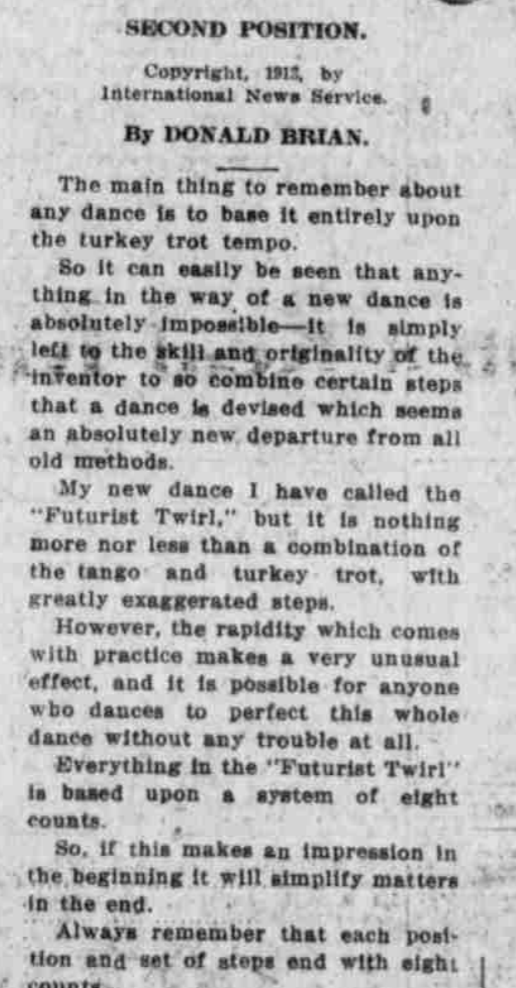 SECOND POSITION.
Copyright, 1913, by
International News Service.
By DONALD BRIAN.
The main thing to remember about
any dance is to base it entirely upon
the turkey trot tempo.
So it can easily be seen that any-
thing in the way of a new dance is
absolutely impossible—it is simply
left to the skill and originality of the
inventor to so combine certain steps
that a dance is devised which seems
an absolutely new departure from all
old methods.
My new dance I have called the
"Futurist Twirl," but it is nothing
more nor less than a combination of
the tango and turkey trot, with
greatly exaggerated steps.
However, the rapidity which comes
with practice makes a very unusual
effect, and it is possible for anyone
who dances to perfect this whole
dance without any trouble at all.
Everything in the "Futurist Twirl"
is based upon a system of eight
counts.
So, if this makes an impression in
the beginning it will simplify matters
in the end.
Always remember that each posi-
tion and set of steps end with eight
counts